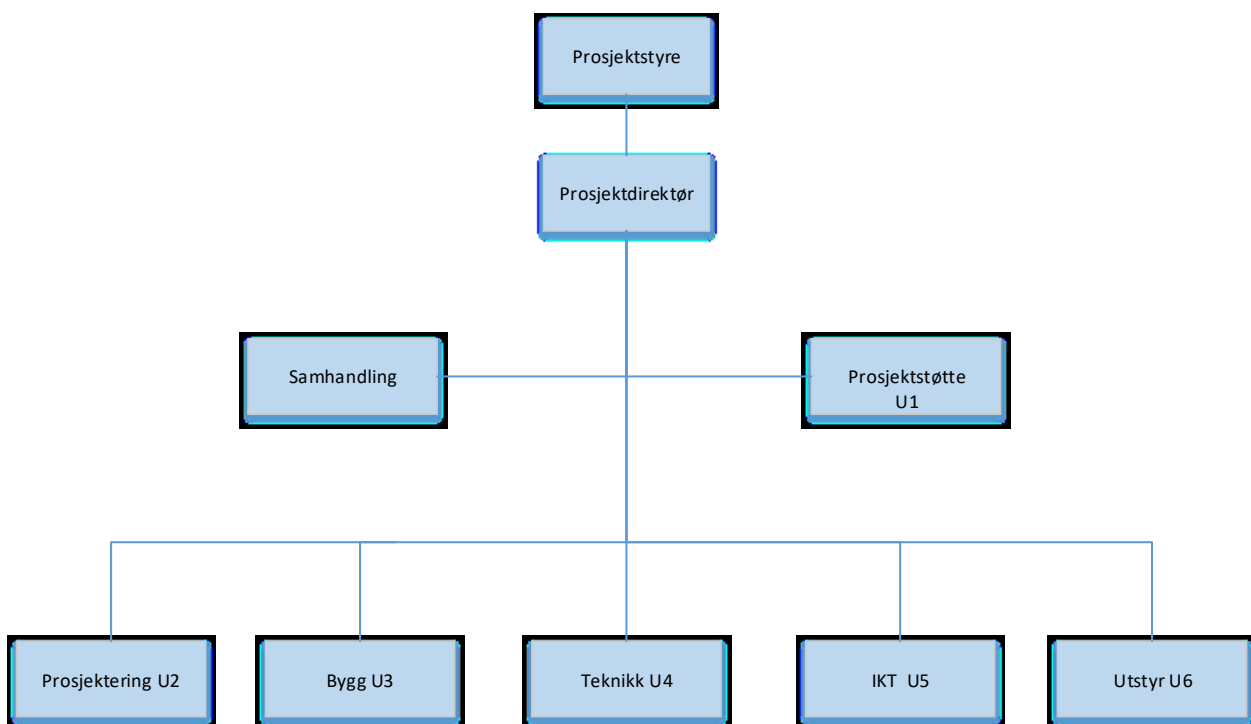 Prosjektstyre
Prosjektdirektør
Samhandling
Prosjektstøtte
U1
Prosjektering U2
Bygg U3
Teknikk U4
IKT  U5
Utstyr U6